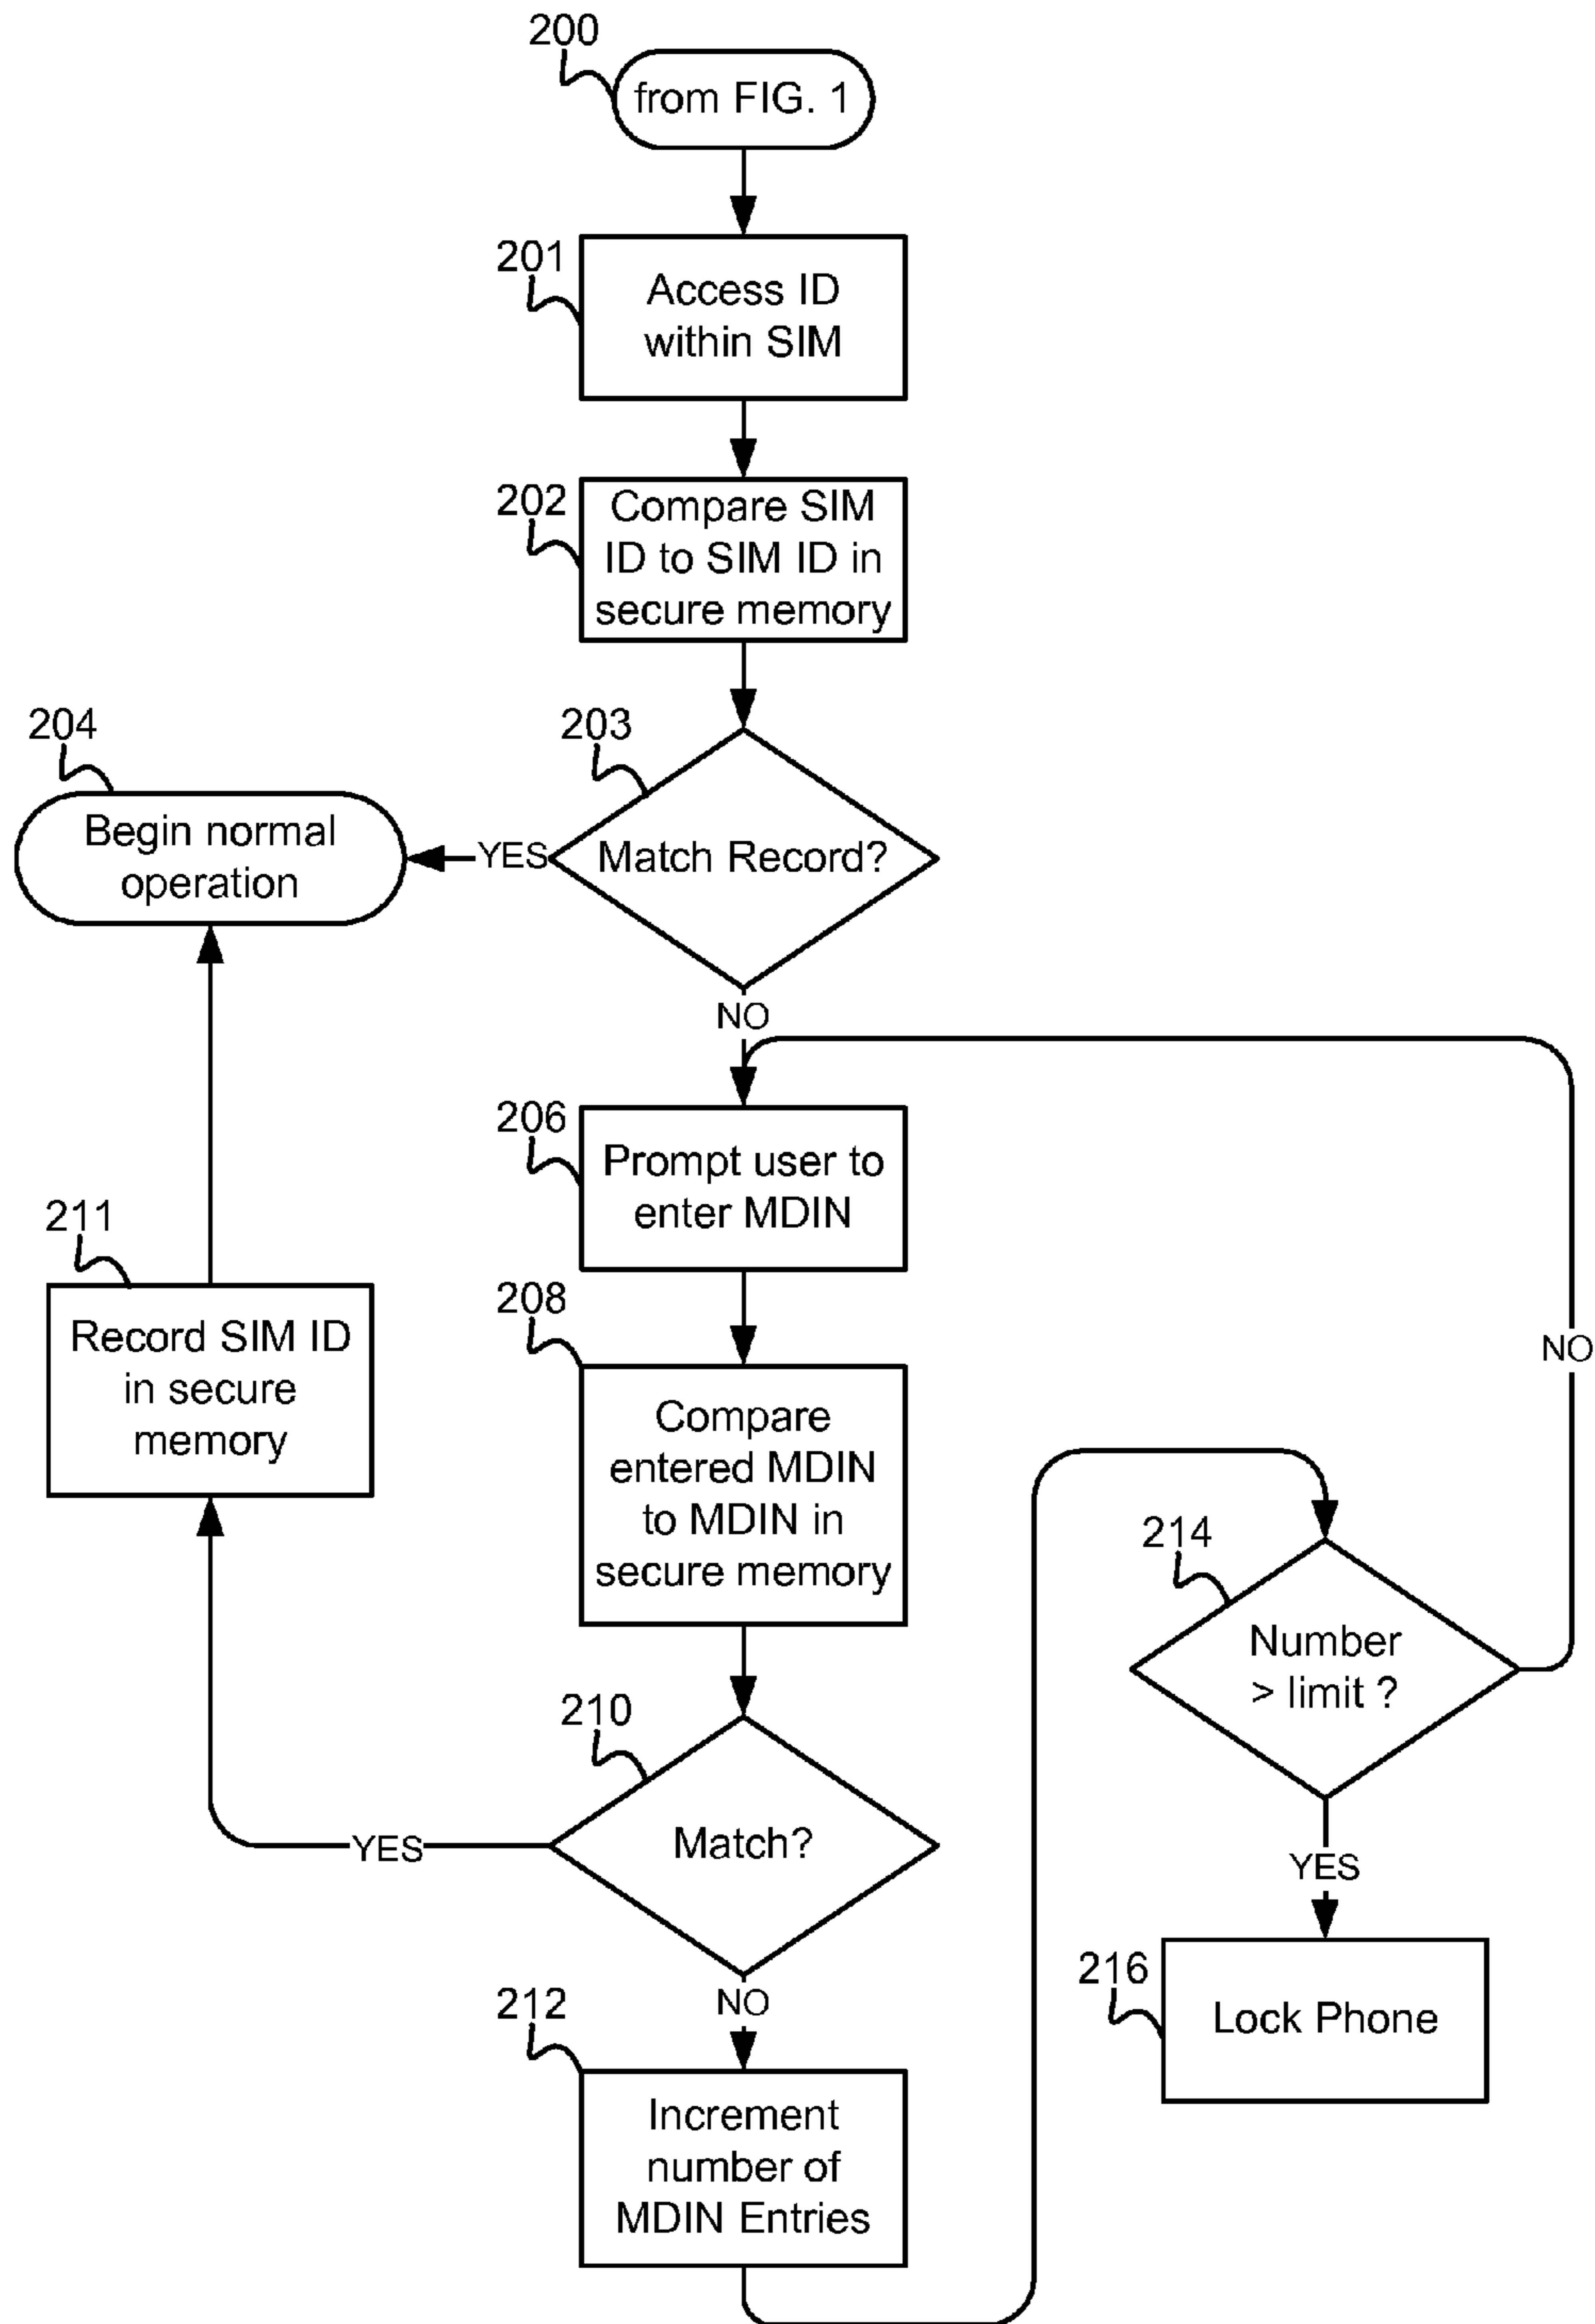 200
from FIG. 1
201
Access ID
within SIM
202
Compare SIM
ID to SIM ID in
secure memory
203
204
Begin normal
operation
YES
Match Record?
NO
206
Prompt user to
enter MDIN
211
Record SIM ID
in secure
memory
208
Compare
entered MDIN
to MDIN in
secure memory
NO
214
Number
> limit ?
210
Match?
YES
YES
NO
212
Increment
number of
MDIN Entries
216
Lock Phone